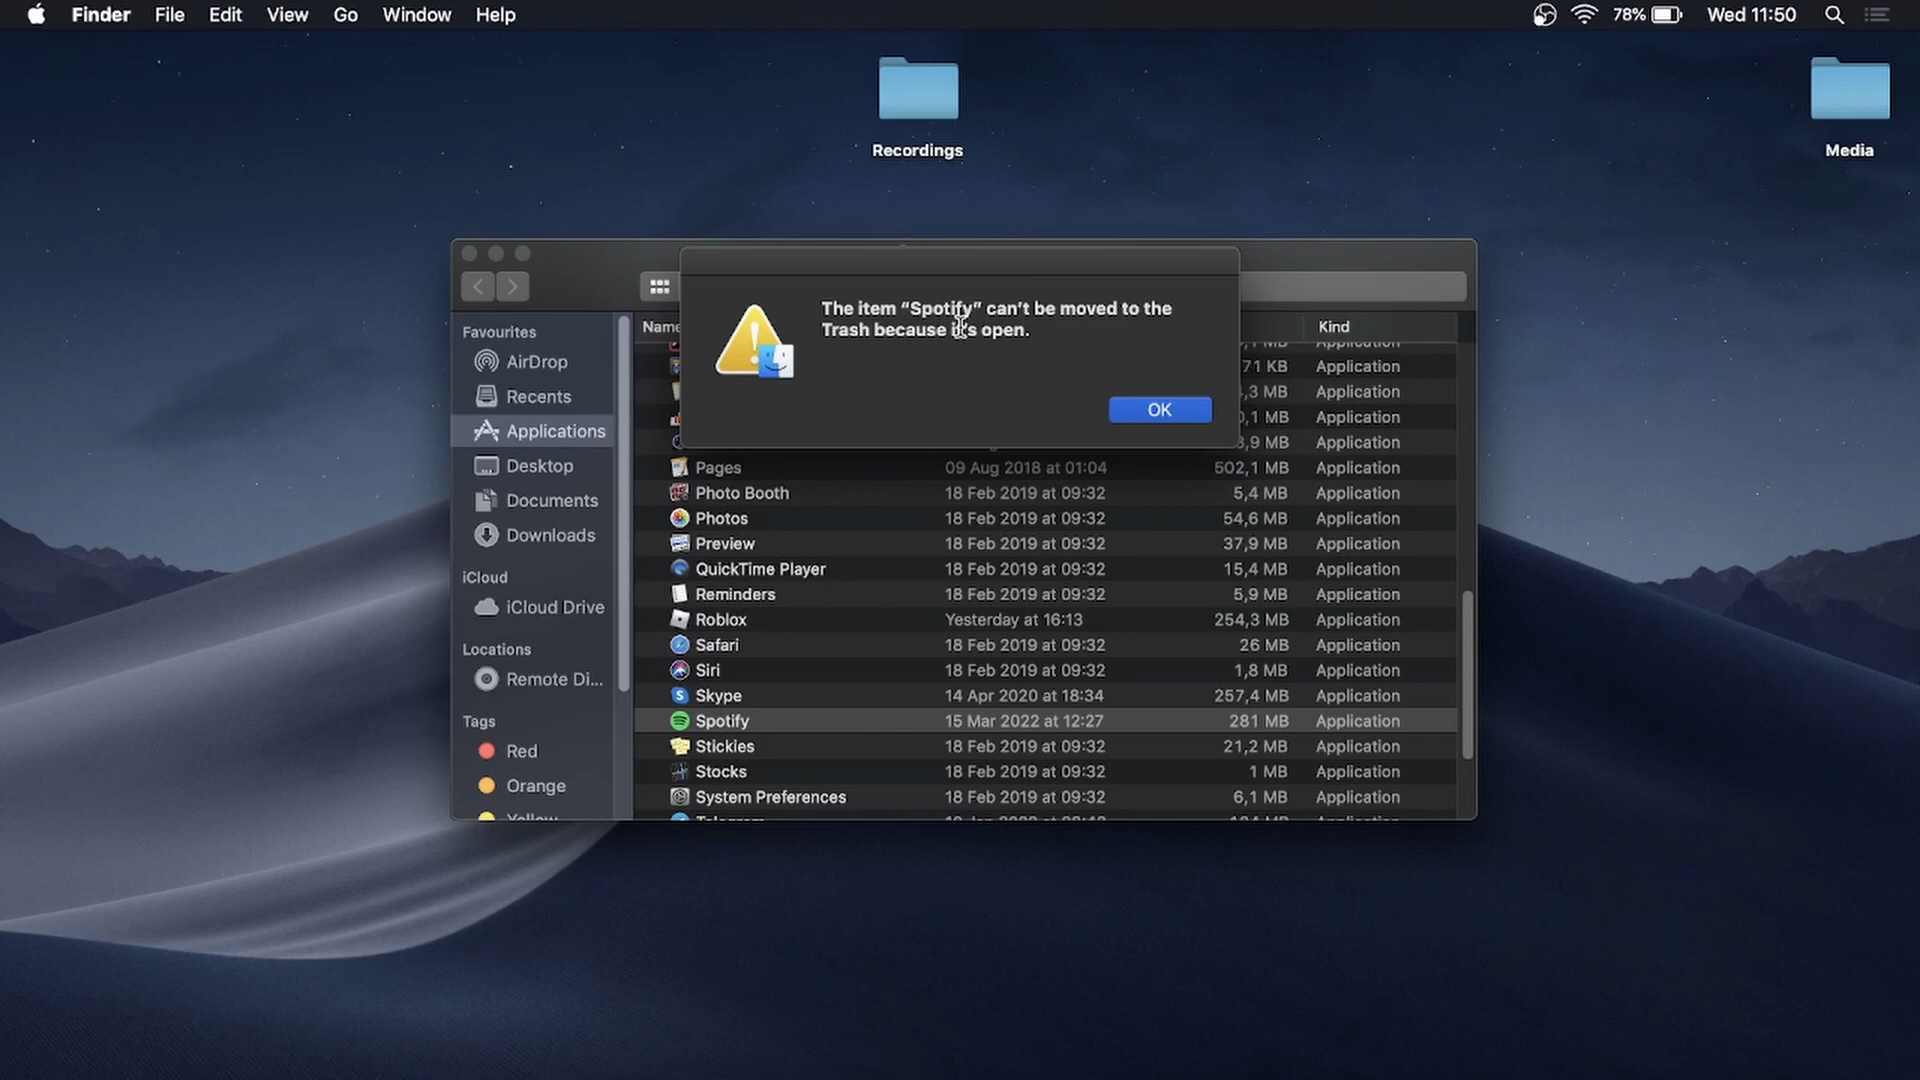 Finder File Edit View Go Window Help 78% Wed 11:50
Recordings
Media
The item “Spotify” can’t be moved to the
Trash because it’s open.
OK
Name Kind
Favourites
AirDrop
Recents
Applications
Desktop
Documents
Downloads
iCloud
iCloud Drive
Locations
Remote Di...
Tags
Red
Orange
Yellow
Application
71 KB Application
,3 MB Application
0,1 MB Application
8,9 MB Application
Pages 09 Aug 2018 at 01:04 502,1 MB Application
Photo Booth 18 Feb 2019 at 09:32 5,4 MB Application
Photos 18 Feb 2019 at 09:32 54,6 MB Application
Preview 18 Feb 2019 at 09:32 37,9 MB Application
QuickTime Player 18 Feb 2019 at 09:32 15,4 MB Application
Reminders 18 Feb 2019 at 09:32 5,9 MB Application
Roblox Yesterday at 16:13 254,3 MB Application
Safari 18 Feb 2019 at 09:32 26 MB Application
Siri 18 Feb 2019 at 09:32 1,8 MB Application
Skype 14 Apr 2020 at 18:34 257,4 MB Application
Spotify 15 Mar 2022 at 12:27 281 MB Application
Stickies 18 Feb 2019 at 09:32 21,2 MB Application
Stocks 18 Feb 2019 at 09:32 1 MB Application
System Preferences 18 Feb 2019 at 09:32 6,1 MB Application
Telegram